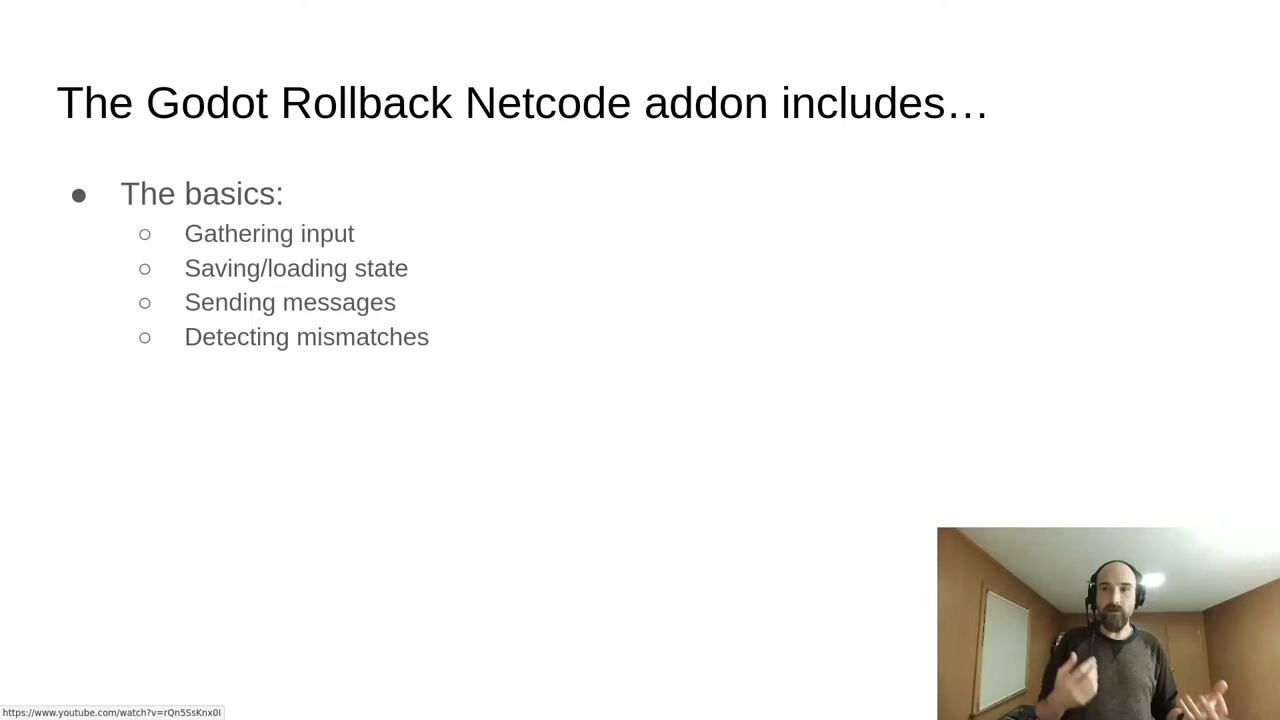 The Godot Rollback Netcode addon includes…
● The basics:
○ Gathering input
○ Saving/loading state
○ Sending messages
○ Detecting mismatches
https://www.youtube.com/watch?v=rQn5SsKnx0I